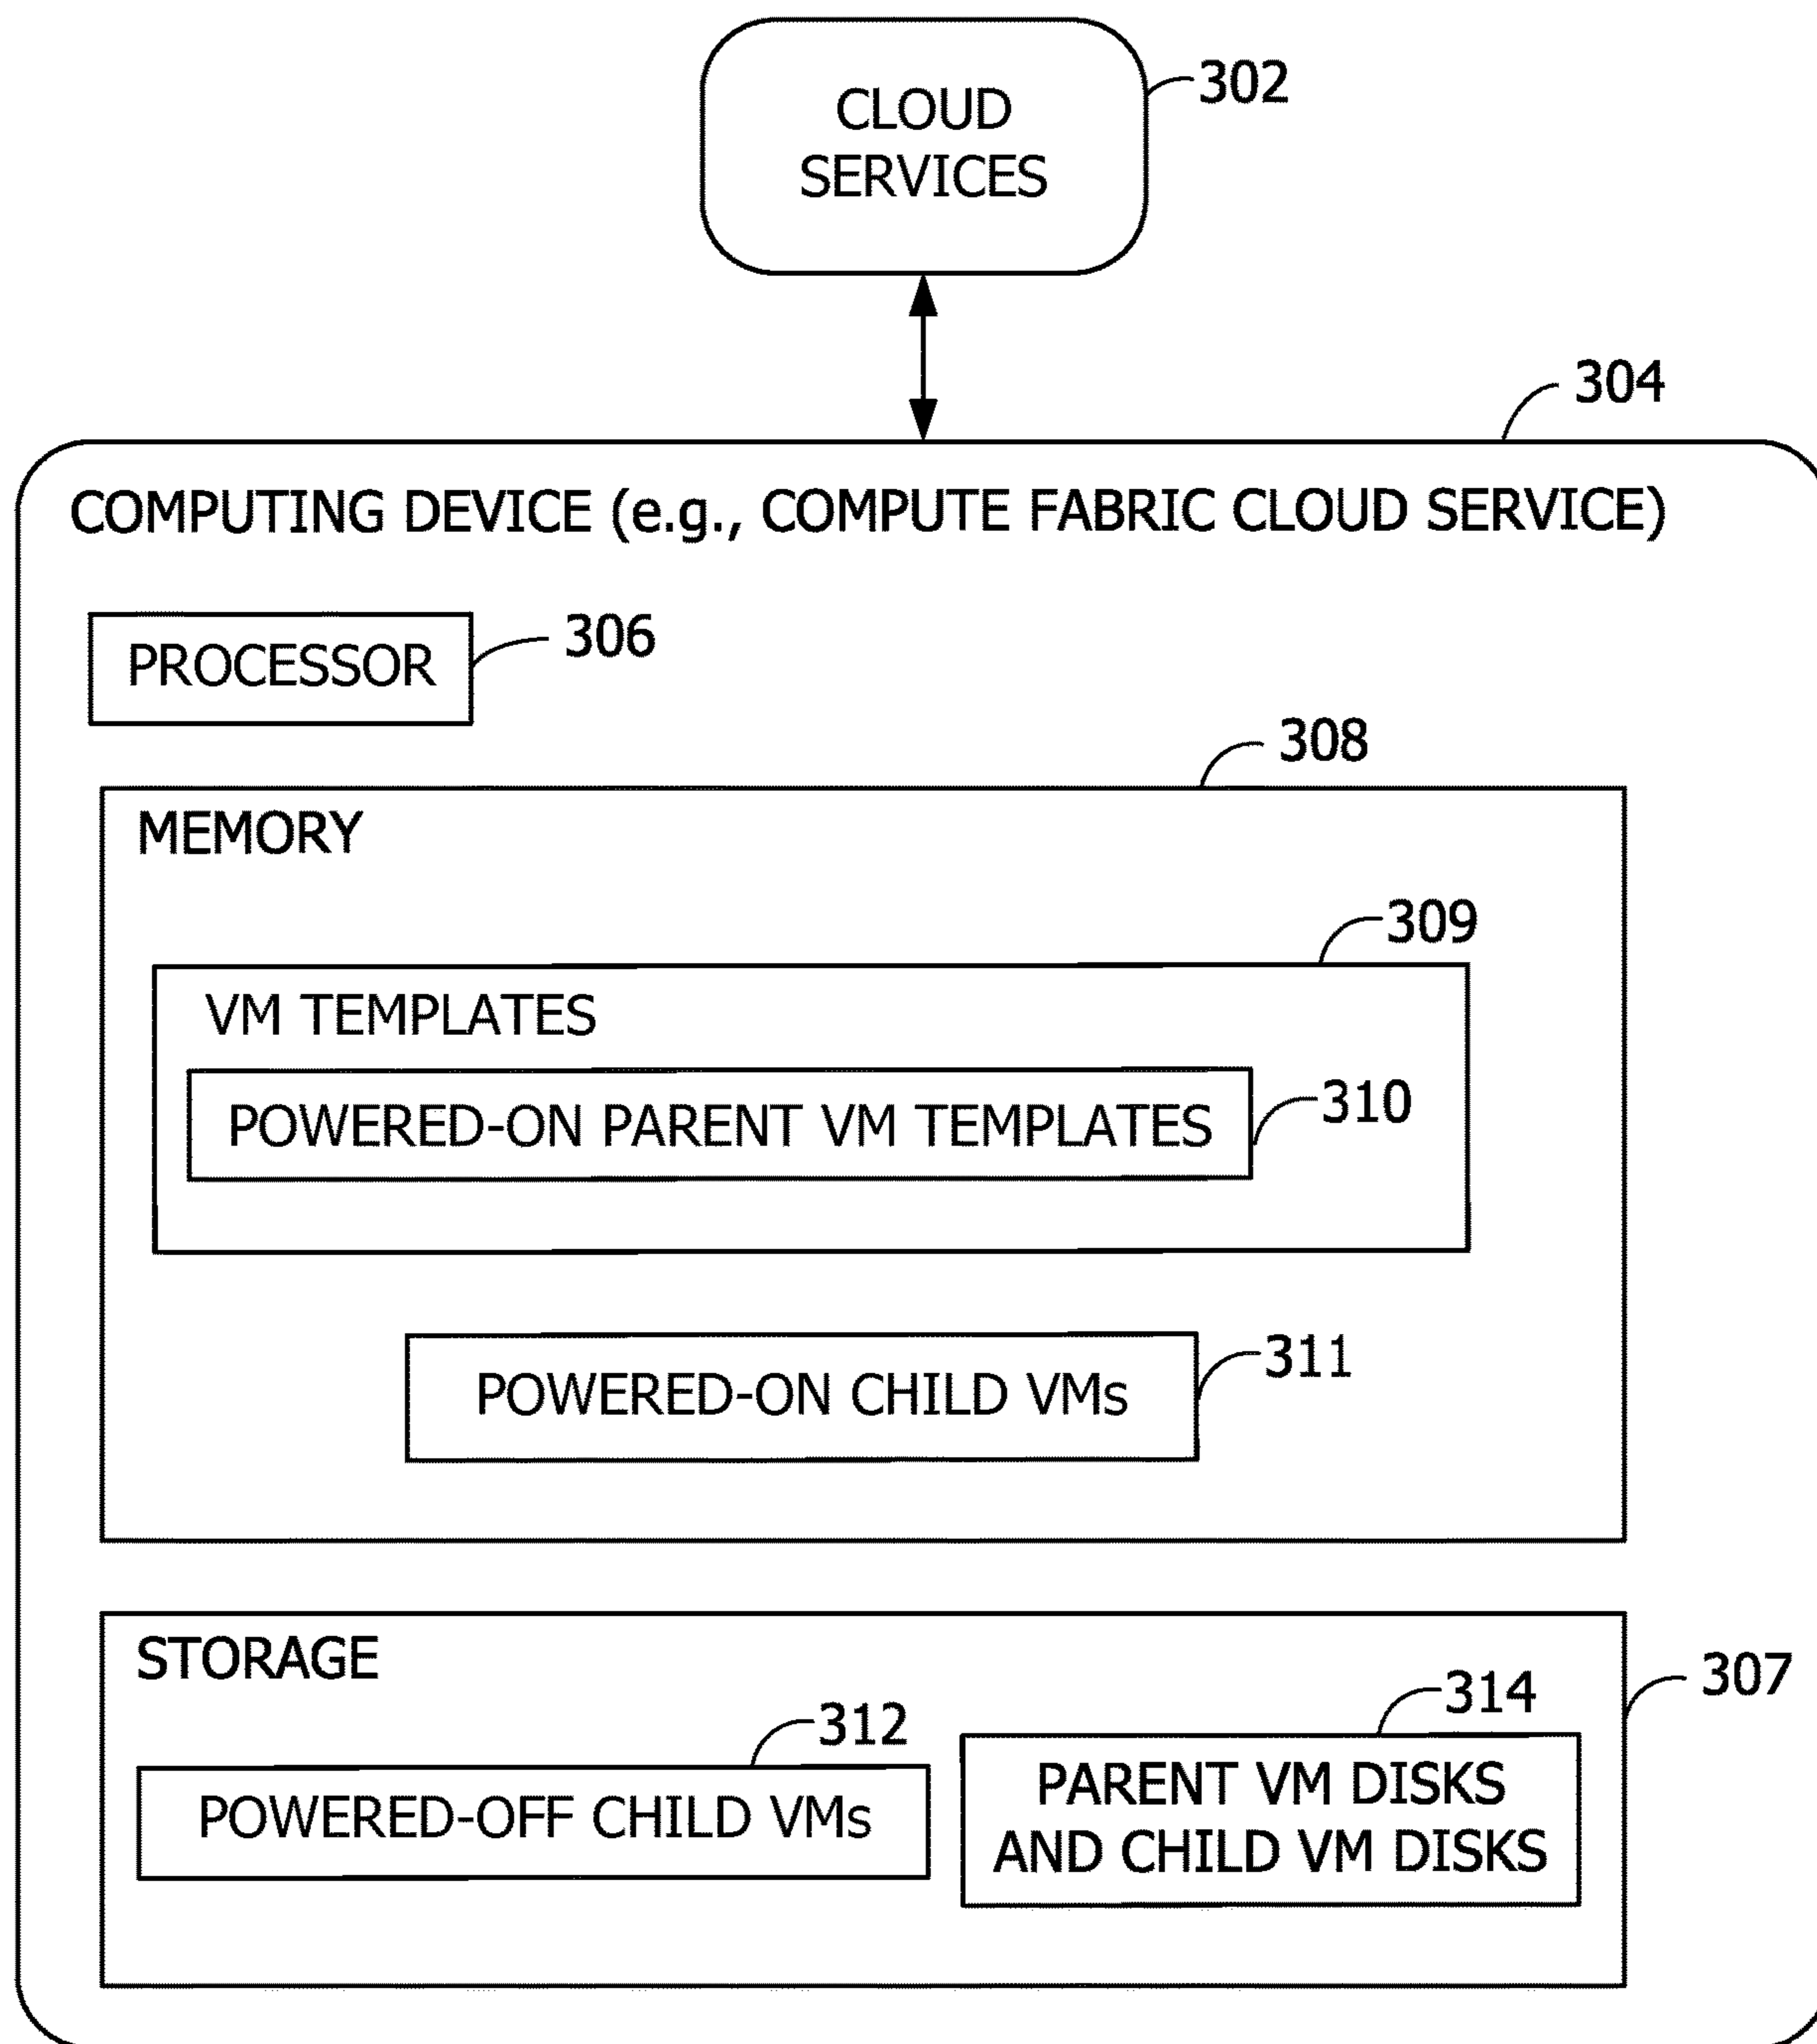 CLOUD
SERVICES
302
304
COMPUTING DEVICE (e.g., COMPUTE FABRIC CLOUD SERVICE)
PROCESSOR
306
308
MEMORY
309
VM TEMPLATES
POWERED-ON PARENT VM TEMPLATES
310
POWERED-ON CHILD VMs
311
STORAGE
307
312
314
POWERED-OFF CHILD VMs
PARENT VM DISKS
AND CHILD VM DISKS